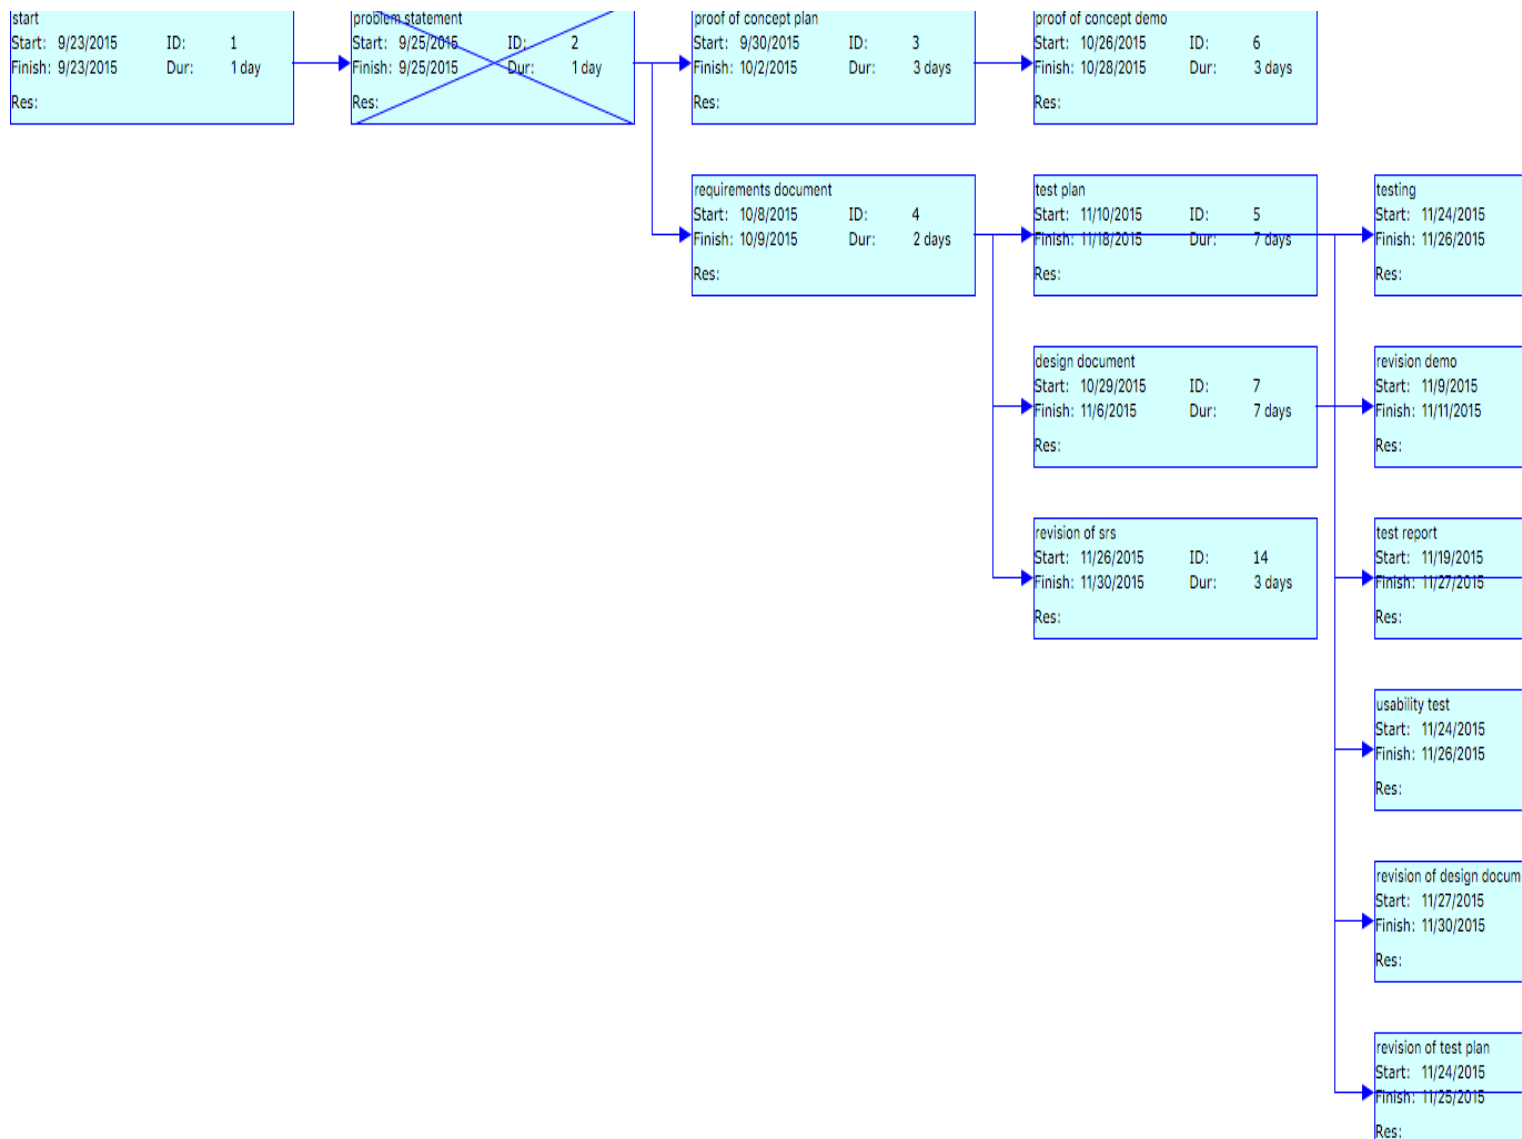 start
Start: 9/23/2015 ID: 1
Finish: 9/23/2015 Dur: 1 day
Res:
problem statement
Start: 9/25/2015 ID: 2
Finish: 9/25/2015 Dur: 1 day
Res:
proof of concept plan
Start: 9/30/2015 ID: 3
Finish: 10/2/2015 Dur: 3 days
Res:
proof of concept demo
Start: 10/26/2015 ID: 6
Finish: 10/28/2015 Dur: 3 days
Res:
requirements document
Start: 10/8/2015 ID: 4
Finish: 10/9/2015 Dur: 2 days
Res:
test plan
Start: 11/10/2015 ID: 5
Finish: 11/18/2015 Dur: 7 days
Res:
testing
Start: 11/24/2015
Finish: 11/26/2015
Res:
design document
Start: 10/29/2015 ID: 7
Finish: 11/6/2015 Dur: 7 days
Res:
revision demo
Start: 11/9/2015
Finish: 11/11/2015
Res:
revision of srs
Start: 11/26/2015 ID: 14
Finish: 11/30/2015 Dur: 3 days
Res:
test report
Start: 11/19/2015
Finish: 11/27/2015
Res:
usability test
Start: 11/24/2015
Finish: 11/26/2015
Res:
revision of design docum
Start: 11/27/2015
Finish: 11/30/2015
Res:
revision of test plan
Start: 11/24/2015
Finish: 11/25/2015
Res: